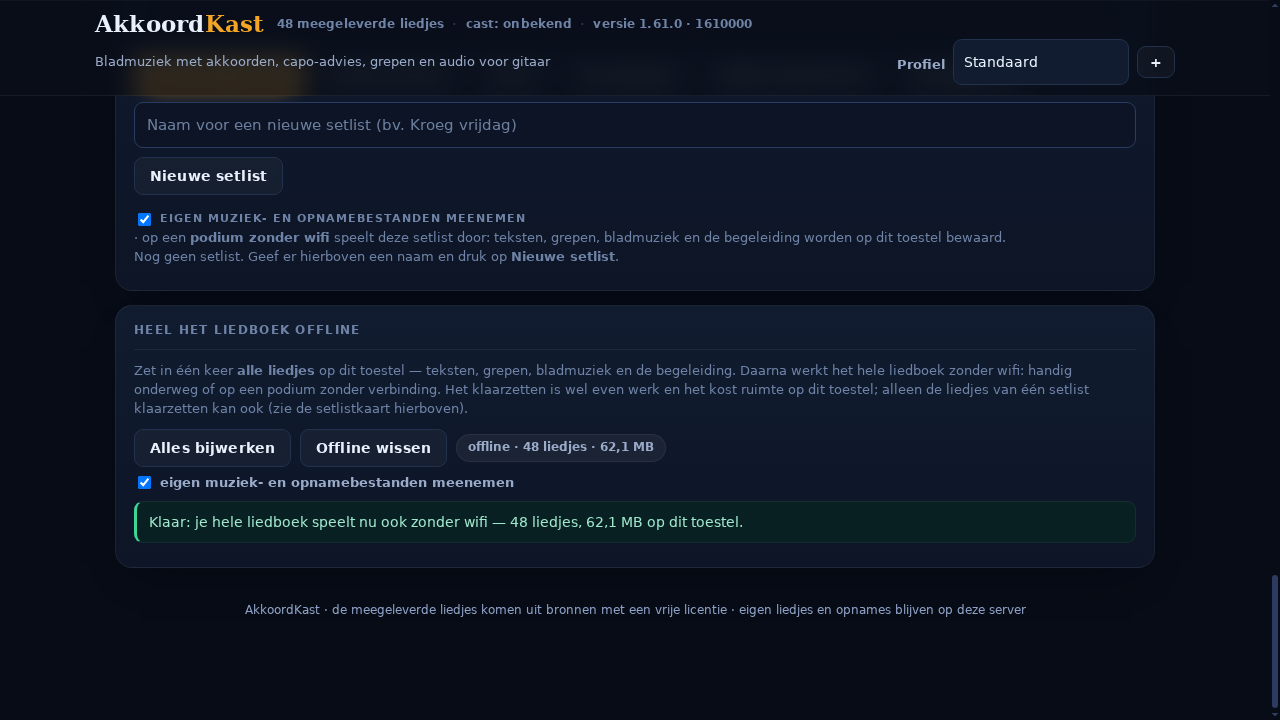 AkkoordKast 48 meegeleverde liedjes · cast: onbekend · versie 1.61.0 · 1610000
Bladmuziek met akkoorden, capo-advies, grepen en audio voor gitaar
Profiel Standaard +
Naam voor een nieuwe setlist (bv. Kroeg vrijdag)
Nieuwe setlist
EIGEN MUZIEK- EN OPNAMEBESTANDEN MEENEMEN
· op een podium zonder wifi speelt deze setlist door: teksten, grepen, bladmuziek en de begeleiding worden op dit toestel bewaard.
Nog geen setlist. Geef er hierboven een naam en druk op Nieuwe setlist.
HEEL HET LIEDBOEK OFFLINE
Zet in één keer alle liedjes op dit toestel — teksten, grepen, bladmuziek en de begeleiding. Daarna werkt het hele liedboek zonder wifi: handig
onderweg of op een podium zonder verbinding. Het klaarzetten is wel even werk en het kost ruimte op dit toestel; alleen de liedjes van één setlist
klaarzetten kan ook (zie de setlistkaart hierboven).
Alles bijwerken Offline wissen offline · 48 liedjes · 62,1 MB
eigen muziek- en opnamebestanden meenemen
Klaar: je hele liedboek speelt nu ook zonder wifi — 48 liedjes, 62,1 MB op dit toestel.
AkkoordKast · de meegeleverde liedjes komen uit bronnen met een vrije licentie · eigen liedjes en opnames blijven op deze server